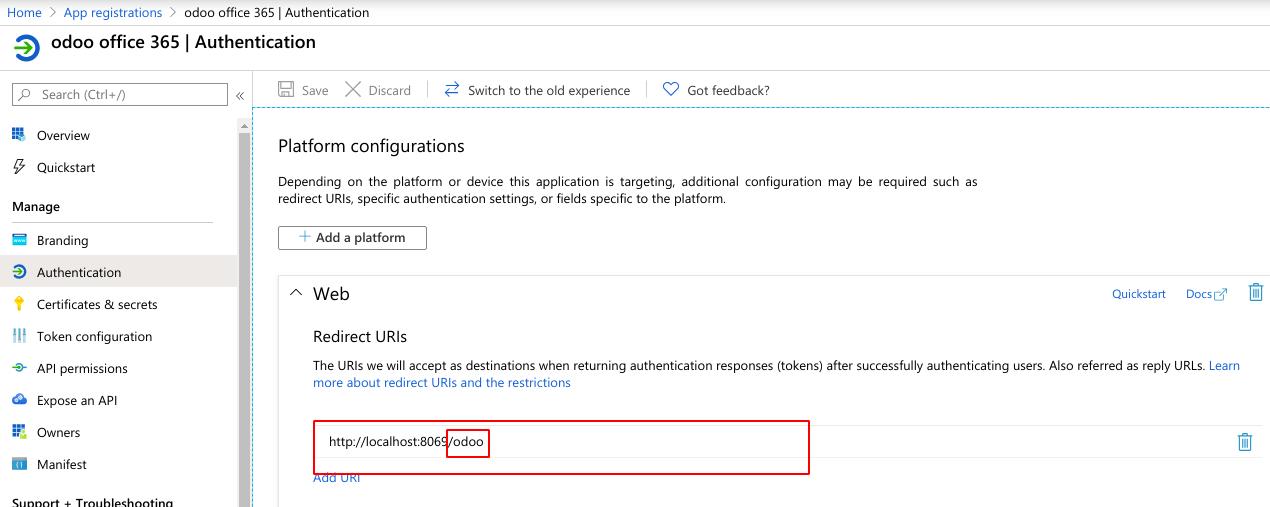 Home > App registrations > odoo office 365 | Authentication
odoo office 365 | Authentication
Search (Ctrl+/)
«
Save
Discard
Switch to the old experience
Got feedback?
Overview
Quickstart
Manage
Branding
Authentication
Certificates & secrets
Token configuration
API permissions
Expose an API
Owners
Manifest
Support + Troubleshooting
Platform configurations
Depending on the platform or device this application is targeting, additional configuration may be required such as
redirect URIs, specific authentication settings, or fields specific to the platform.
+ Add a platform
Web
Quickstart
Docs
Redirect URIs
The URIs we will accept as destinations when returning authentication responses (tokens) after successfully authenticating users. Also referred as reply URLs. Learn
more about redirect URIs and the restrictions
http://localhost:8069/odoo
Add URI